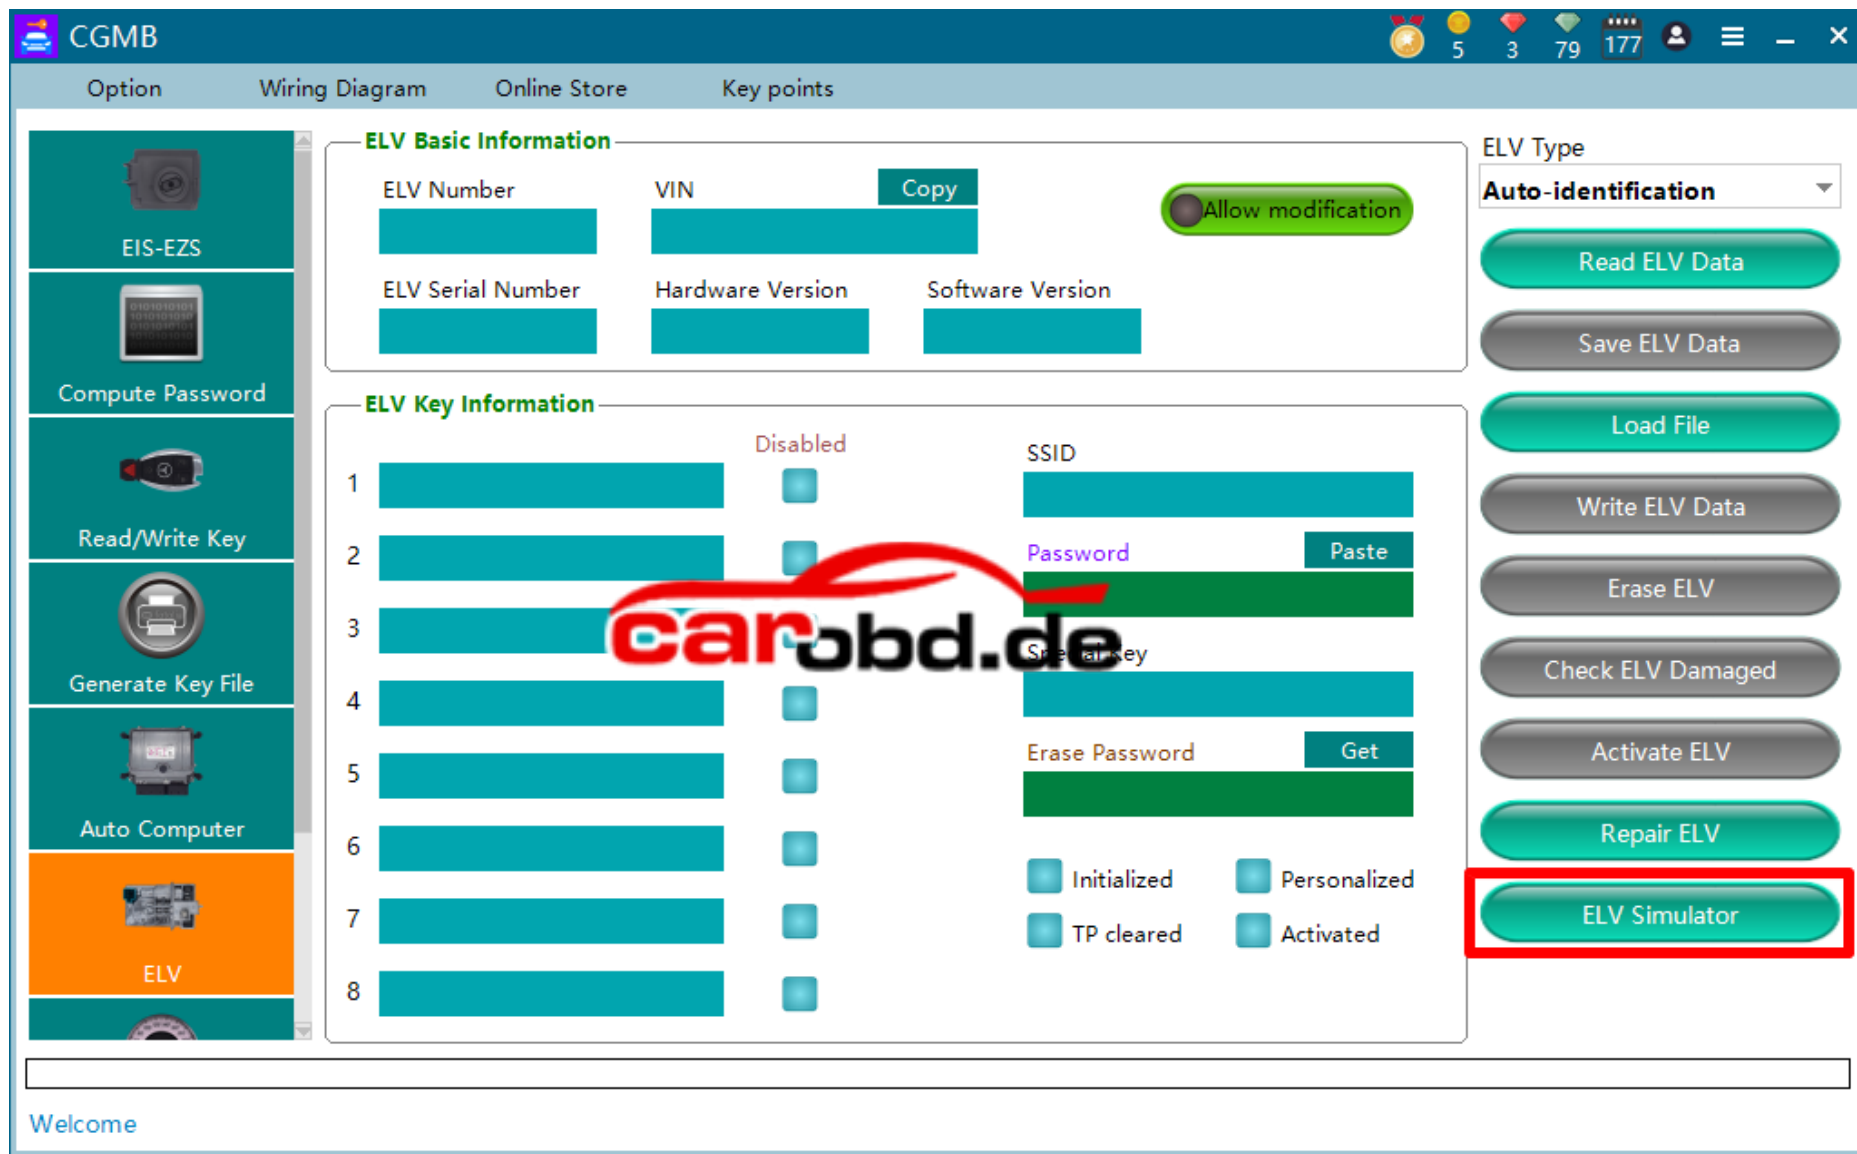 CGMB
5 3 79 177
Option Wiring Diagram Online Store Key points
EIS-EZS
Compute Password
Read/Write Key
Generate Key File
Auto Computer
ELV
ELV Basic Information
ELV Number VIN Copy
Allow modification
ELV Serial Number Hardware Version Software Version
ELV Key Information
Disabled
1
2
3
4
5
6
7
8
SSID
Password Paste
Special Key
Erase Password Get
Initialized Personalized
TP cleared Activated
carobd.de
ELV Type
Auto-identification
Read ELV Data
Save ELV Data
Load File
Write ELV Data
Erase ELV
Check ELV Damaged
Activate ELV
Repair ELV
ELV Simulator
Welcome